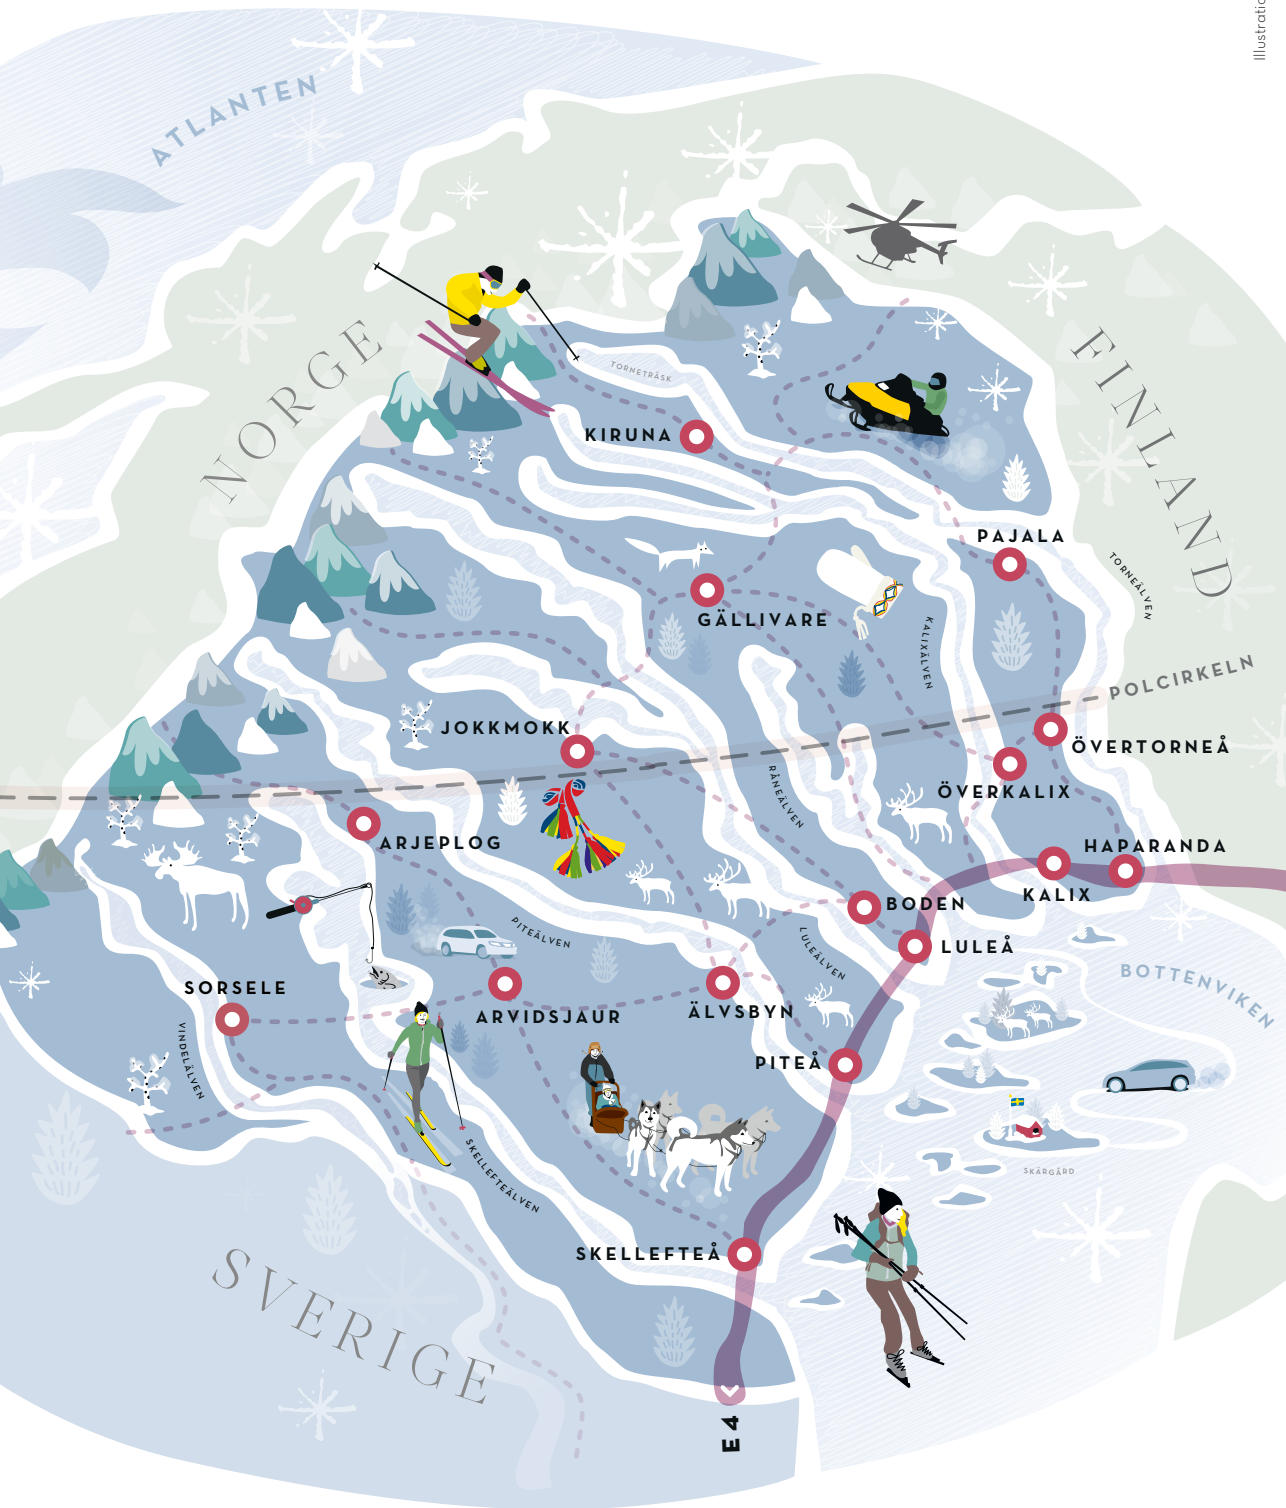 Illustratio
ATLANTEN
NORGE
FINLAND
TORNETRÄSK
KIRUNA
PAJALA
TORNEÄLVEN
GÄLLIVARE
KALIXÄLVEN
POLCIRKELN
JOKKMOKK
ÖVERTORNEÅ
RÅNEÄLVEN
ÖVERKALIX
ARJEPLOG
HAPARANDA
KALIX
BODEN
PITEÄLVEN
LULEÄLVEN
LULEÅ
BOTTENVIKEN
SORSELE
ARVIDSJAUR
ÄLVSBYN
VINDELÄLVEN
PITEÅ
SKELLEFTEÄLVEN
SKÄRGÅRD
SKELLEFTEÅ
SVERIGE
E4